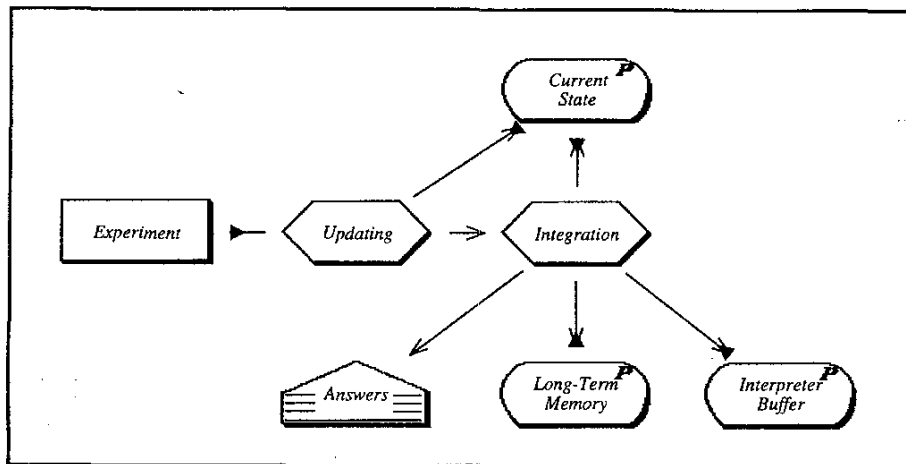 P
Current
State
Experiment
Updating
Integration
Answers
P
Long-Term
Memory
P
Interpreter
Buffer